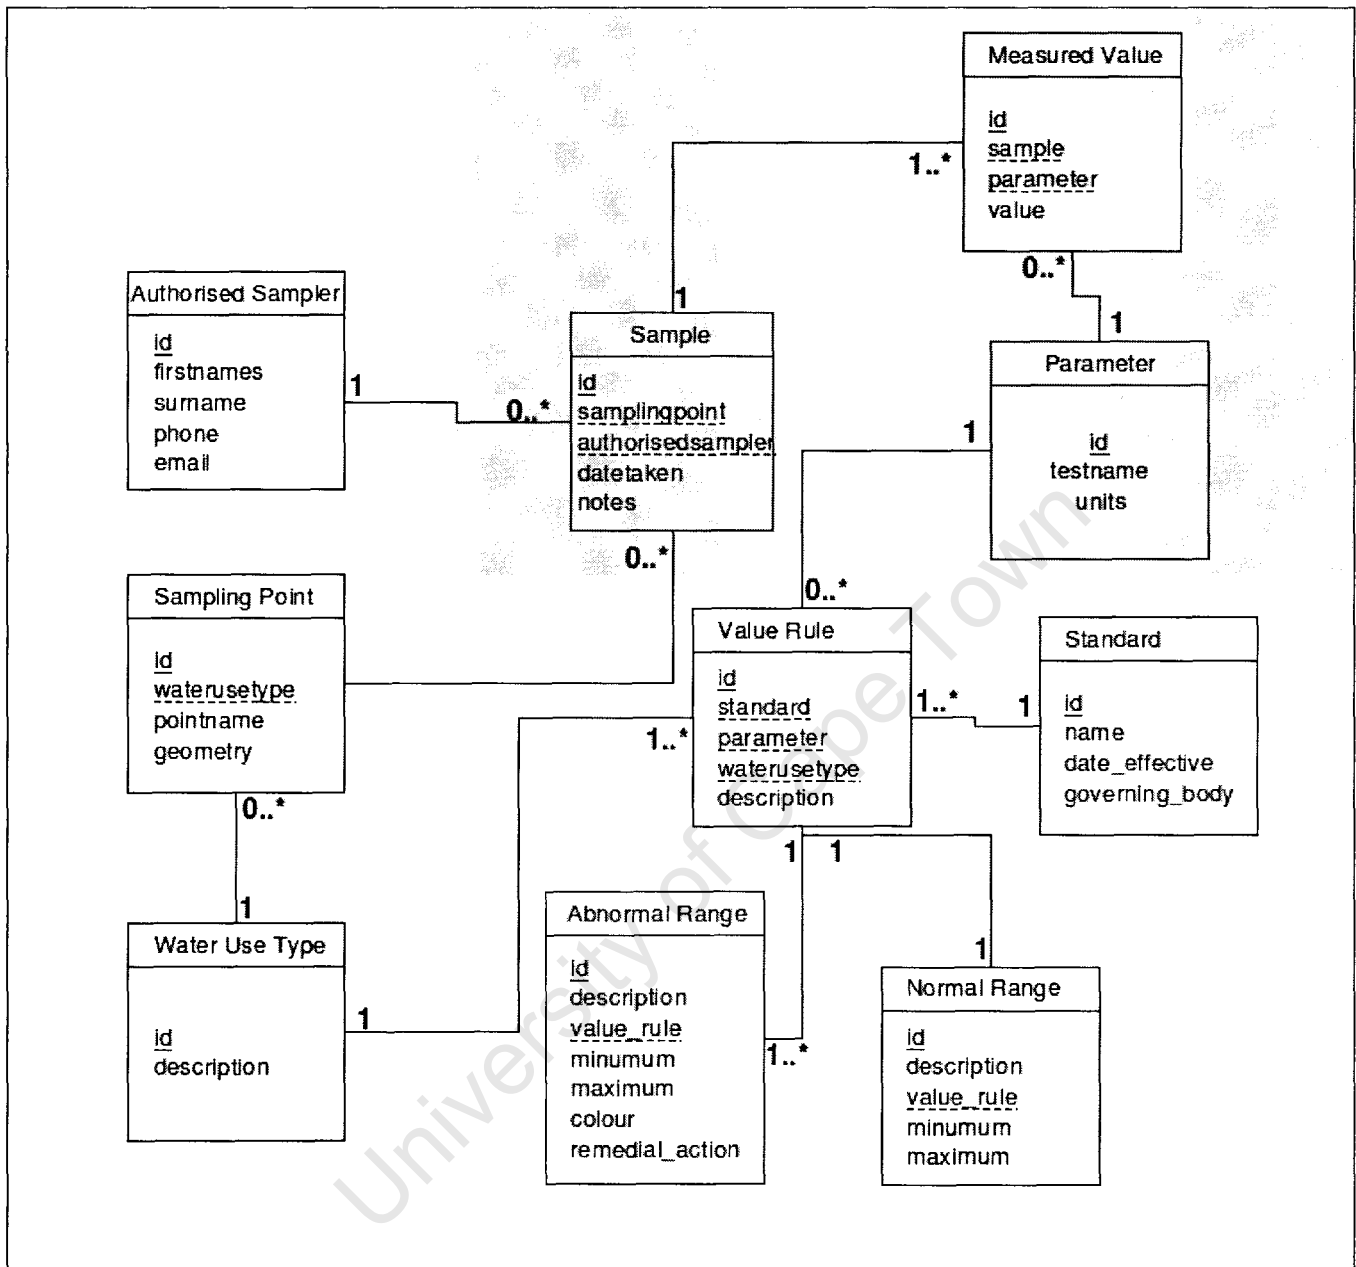 Measured Value
id
sample
parameter
value
1..*
0..*
1
Authorised Sampler
id
firstnames
surname
phone
email
1
0..*
1
Sample
id
samplingpoint
authorisedsampler
datetaken
notes
0..*
Parameter
id
testname
units
1
0..*
Sampling Point
id
waterusetype
pointname
geometry
0..*
1
Value Rule
id
standard
parameter
waterusetype
description
1..*
1..*
1
1
1
Standard
id
name
date_effective
governing_body
Water Use Type
id
description
1
Abnormal Range
id
description
value_rule
minumum
maximum
colour
remedial_action
1..*
1
Normal Range
id
description
value_rule
minumum
maximum
University of Cape Town